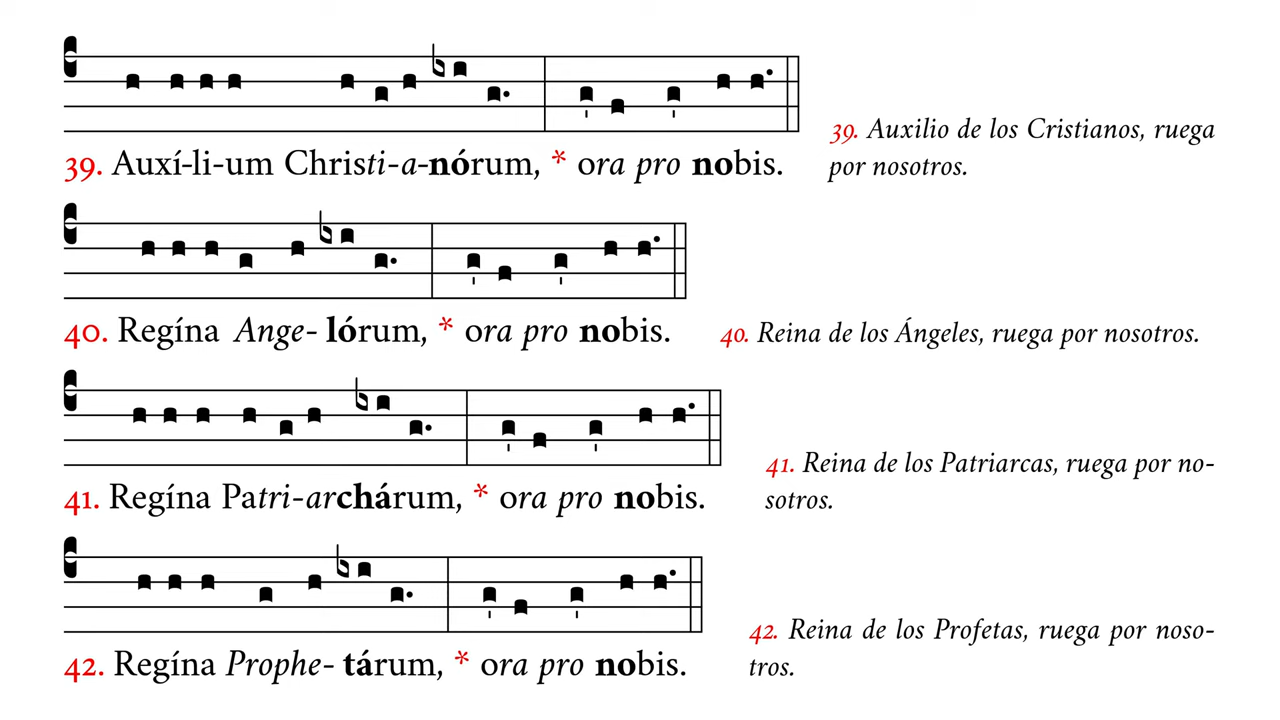 39. Auxí-li-um Christi-a-nórum, * ora pro nobis.
39. Auxilio de los Cristianos, ruega
por nosotros.
40. Regína Ange- lórum, * ora pro nobis.
40. Reina de los Ángeles, ruega por nosotros.
41. Regína Patri-archárum, * ora pro nobis.
41. Reina de los Patriarcas, ruega por no-
sotros.
42. Regína Prophe- tárum, * ora pro nobis.
42. Reina de los Profetas, ruega por noso-
tros.